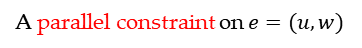 A parallel constraint on 𝑒 = (𝑢, 𝑤)